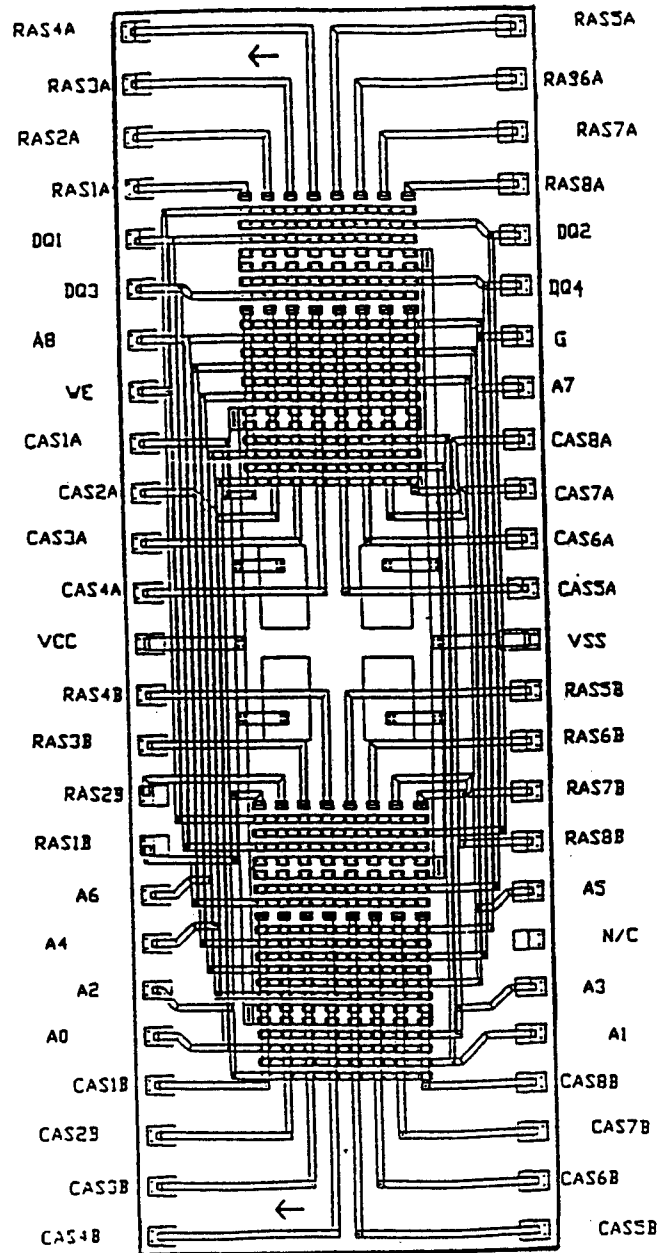 RAS4A RAS5A
RAS3A RA36A
RAS2A RAS7A
RAS1A RAS8A
DQ1 DQ2
DQ3 DQ4
A8 G
WE A7
CAS1A CAS8A
CAS2A CAS7A
CAS3A CAS6A
CAS4A CAS5A
VCC VSS
RAS4B RAS5B
RAS3B RAS6B
RAS2B RAS7B
RAS1B RAS8B
A6 A5
A4 N/C
A2 A3
A0 A1
CAS1B CAS8B
CAS2B CAS7B
CAS3B CAS6B
CAS4B CAS5B